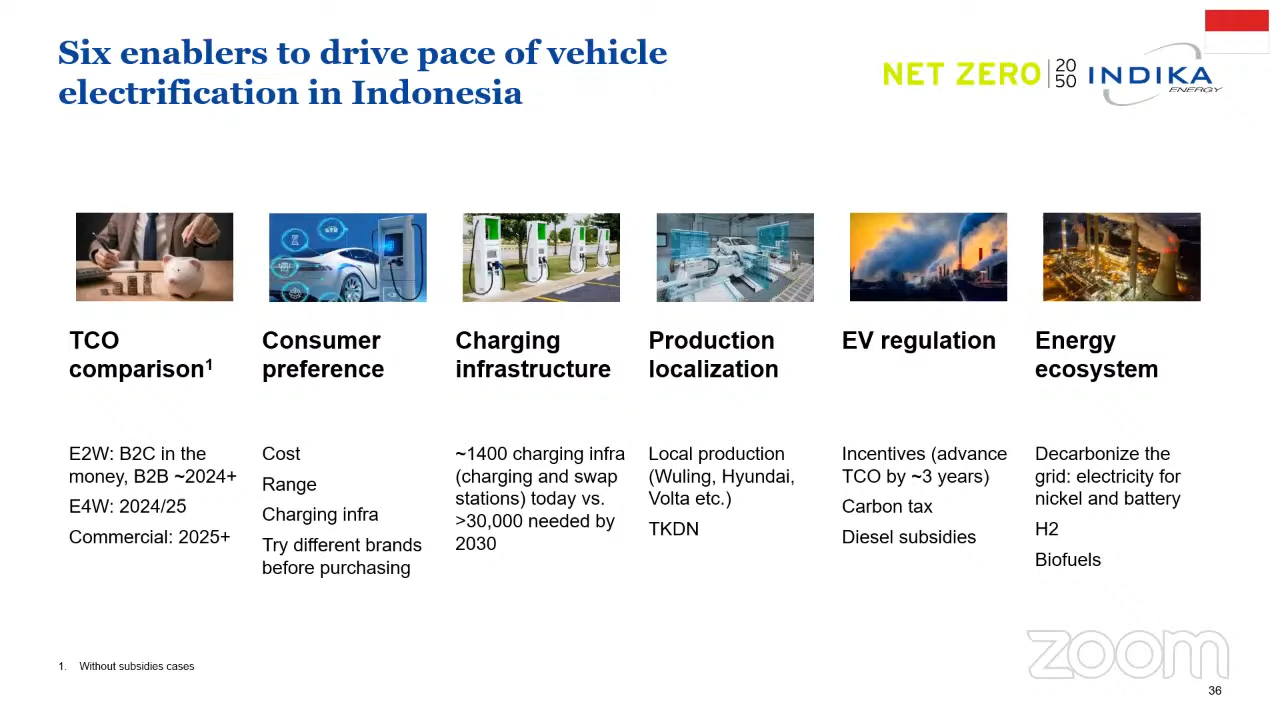 Six enablers to drive pace of vehicle
electrification in Indonesia
NET ZERO
20
50
INDIKA
ENERGY
TCO
comparison¹
E2W: B2C in the
money, B2B ~2024+
E4W: 2024/25
Commercial: 2025+
Consumer
preference
Cost
Range
Charging infra
Try different brands
before purchasing
Charging
infrastructure
~1400 charging infra
(charging and swap
stations) today vs.
>30,000 needed by
2030
Production
localization
Local production
(Wuling, Hyundai,
Volta etc.)
TKDN
EV regulation
Incentives (advance
TCO by ~3 years)
Carbon tax
Diesel subsidies
Energy
ecosystem
Decarbonize the
grid: electricity for
nickel and battery
H2
Biofuels
1. Without subsidies cases
zoom
36